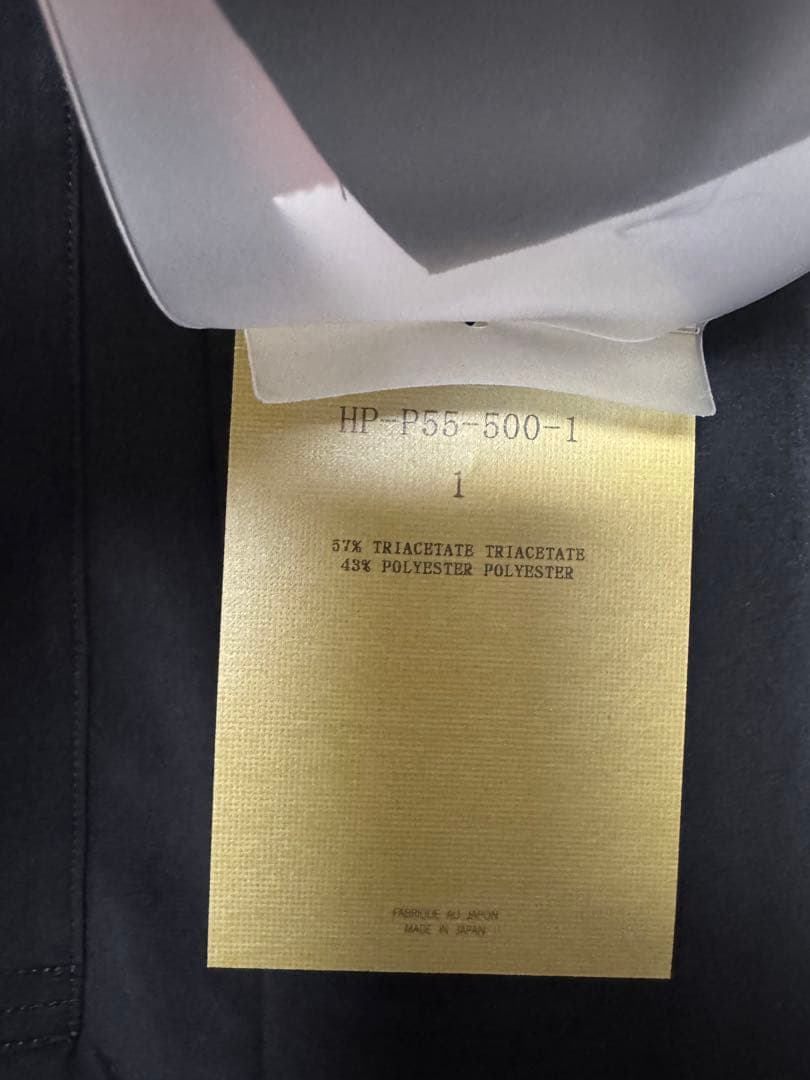 HP-P55-500-1
1
57% TRIACETATE TRIACETATE
43% POLYESTER POLYESTER
FABRIQUE AU JAPON
MADE IN JAPAN